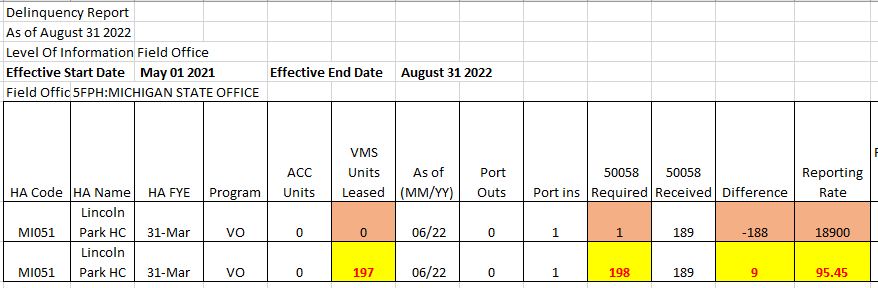 Delinquency Report
As of August 31 2022
Level Of Information Field Office
Effective Start Date May 01 2021 Effective End Date August 31 2022
Field Offic 5FPH:MICHIGAN STATE OFFICE
HA Code HA Name HA FYE Program ACC Units VMS Units Leased As of (MM/YY) Port Outs Port ins 50058 Required 50058 Received Difference Reporting Rate
MI051 Lincoln Park HC 31-Mar VO 0 0 06/22 0 1 1 189 -188 18900
MI051 Lincoln Park HC 31-Mar VO 0 197 06/22 0 1 198 189 9 95.45